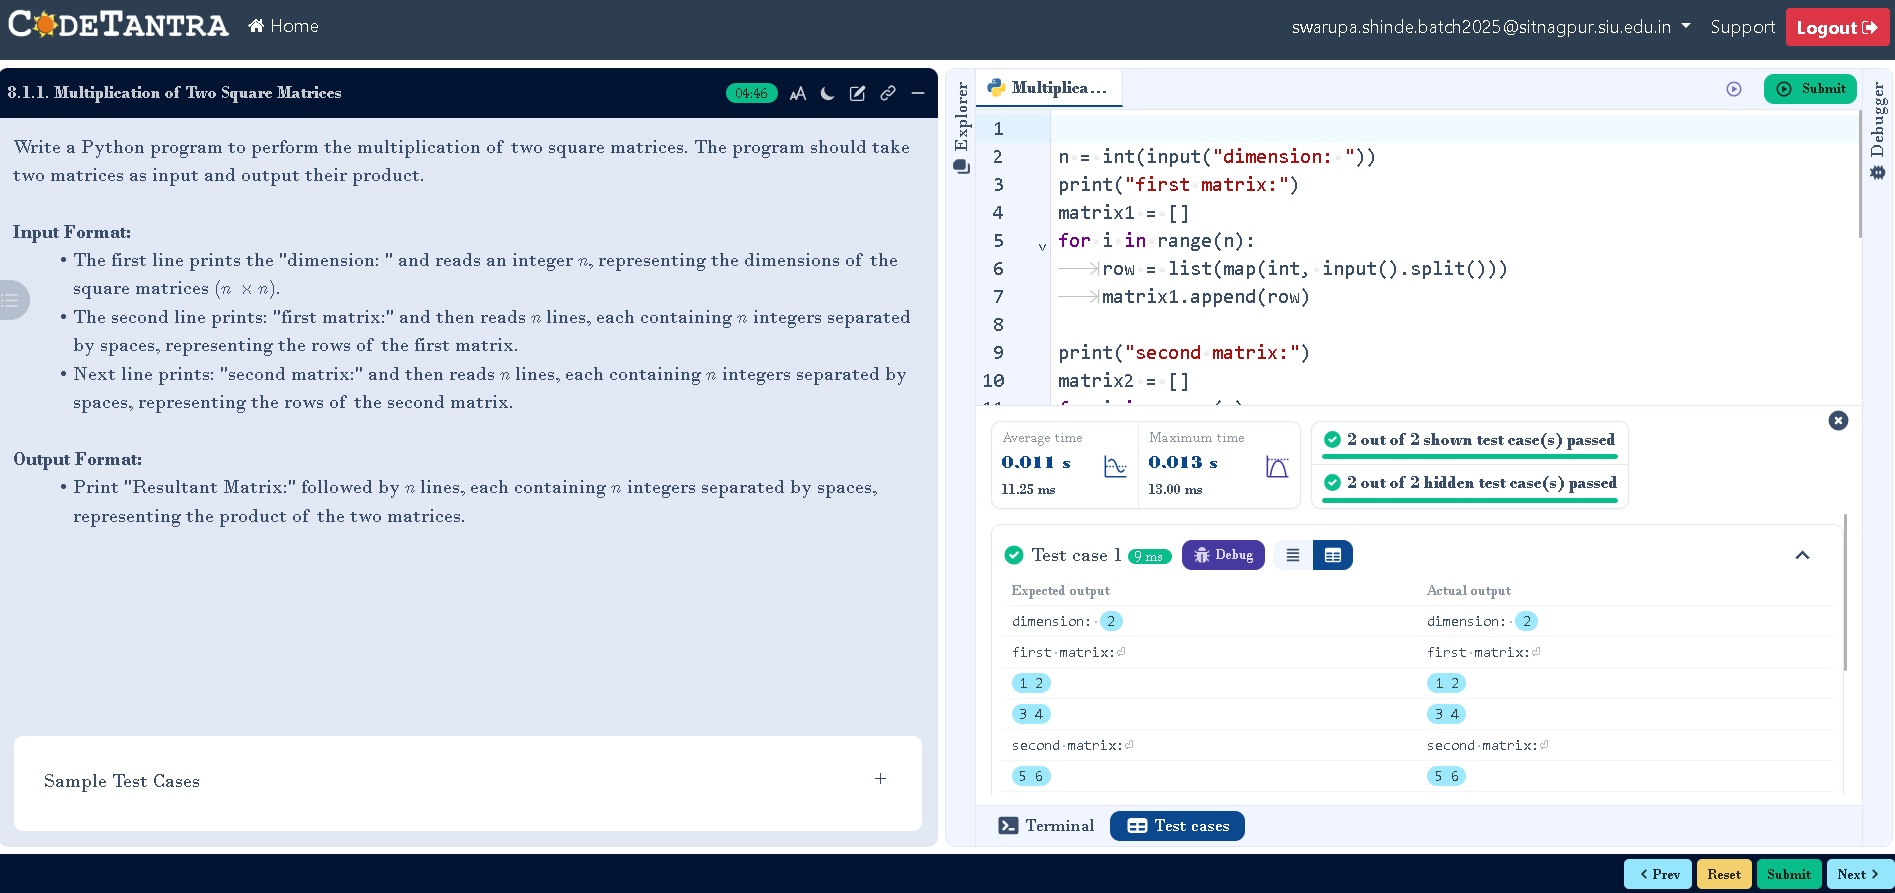 CODETANTRA Home swarupa.shinde.batch2025@sitnagpur.siu.edu.in Support Logout
8.1.1. Multiplication of Two Square Matrices 04:46
Write a Python program to perform the multiplication of two square matrices. The program should take
two matrices as input and output their product.
Input Format:
• The first line prints the "dimension: " and reads an integer n, representing the dimensions of the
square matrices (n × n).
• The second line prints: "first matrix:" and then reads n lines, each containing n integers separated
by spaces, representing the rows of the first matrix.
• Next line prints: "second matrix:" and then reads n lines, each containing n integers separated by
spaces, representing the rows of the second matrix.
Output Format:
• Print "Resultant Matrix:" followed by n lines, each containing n integers separated by spaces,
representing the product of the two matrices.
Sample Test Cases +
Explorer
Multiplica... Submit
Debugger
1
2 n = int(input("dimension: "))
3 print("first matrix:")
4 matrix1 = []
5 for i in range(n):
6 row = list(map(int, input().split()))
7 matrix1.append(row)
8
9 print("second matrix:")
10 matrix2 = []
Average time Maximum time
0.011 s 0.013 s
11.25 ms 13.00 ms
2 out of 2 shown test case(s) passed
2 out of 2 hidden test case(s) passed
Test case 1 9 ms Debug
Expected output Actual output
dimension: 2 dimension: 2
first matrix: first matrix:
1 2 1 2
3 4 3 4
second matrix: second matrix:
5 6 5 6
Terminal Test cases
Prev Reset Submit Next